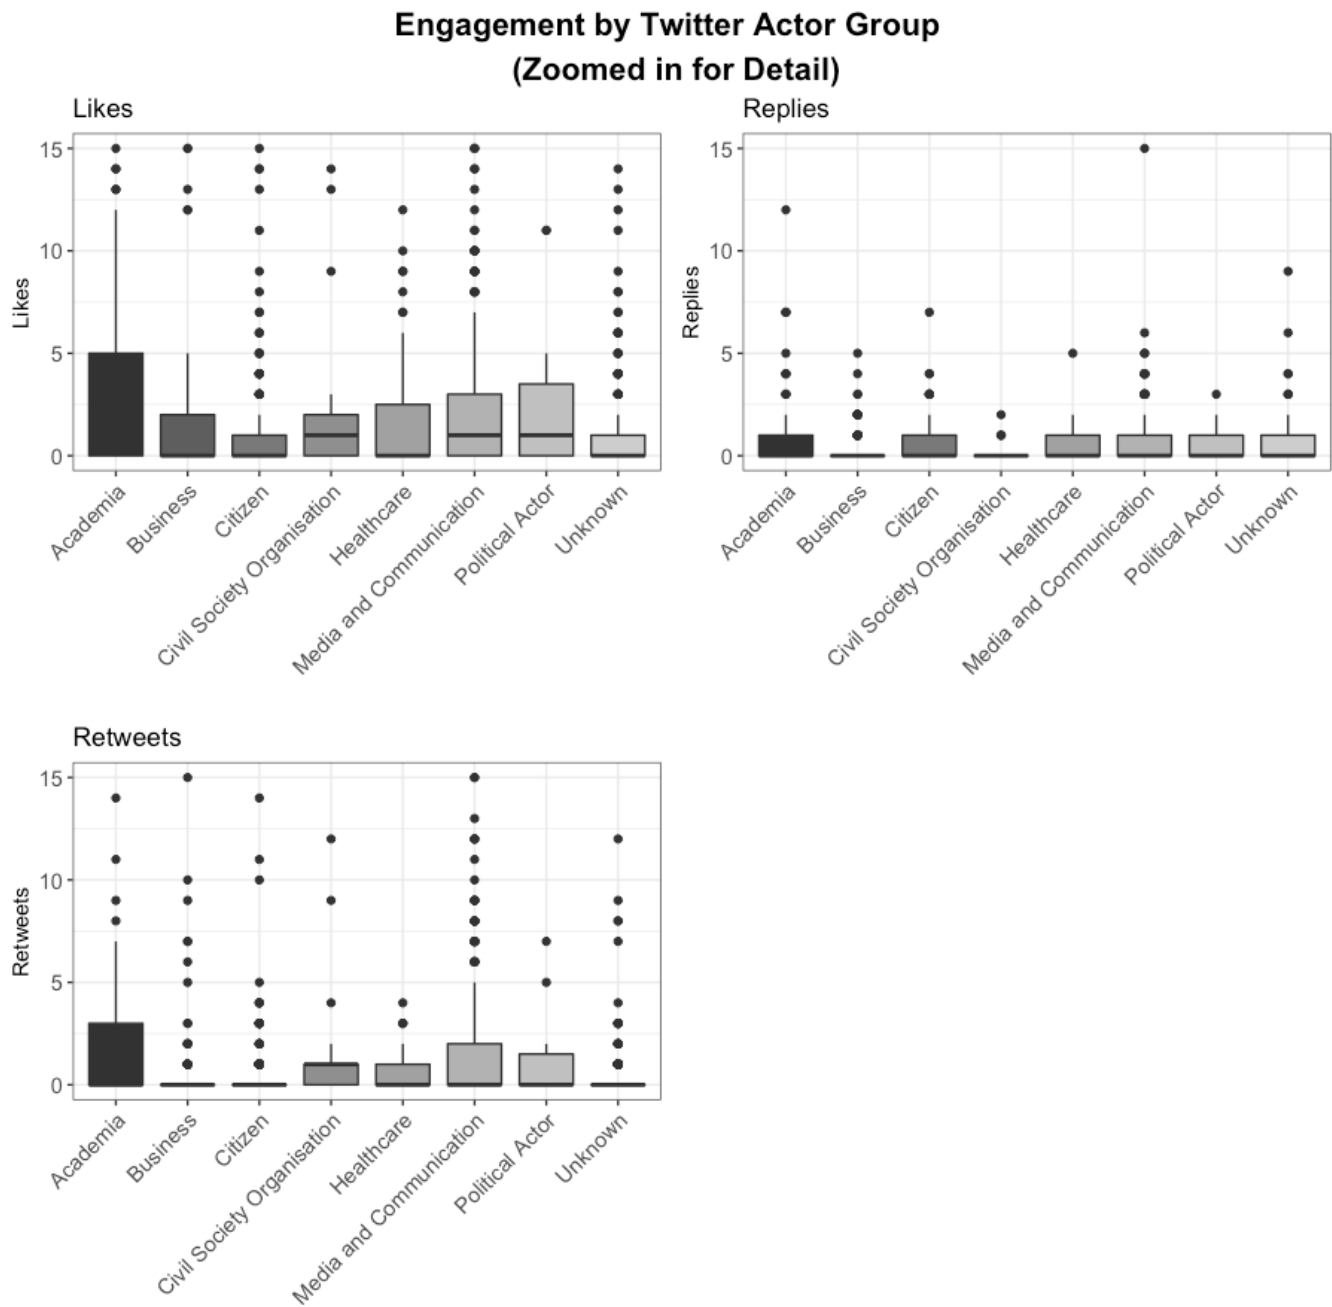 Engagement by Twitter Actor Group
(Zoomed in for Detail)
Likes
15
10
5
0
Likes
Academia
Business
Citizen
Civil Society Organisation
Healthcare
Media and Communication
Political Actor
Unknown
Replies
15
10
5
0
Replies
Academia
Business
Citizen
Civil Society Organisation
Healthcare
Media and Communication
Political Actor
Unknown
Retweets
15
10
5
0
Retweets
Academia
Business
Citizen
Civil Society Organisation
Healthcare
Media and Communication
Political Actor
Unknown